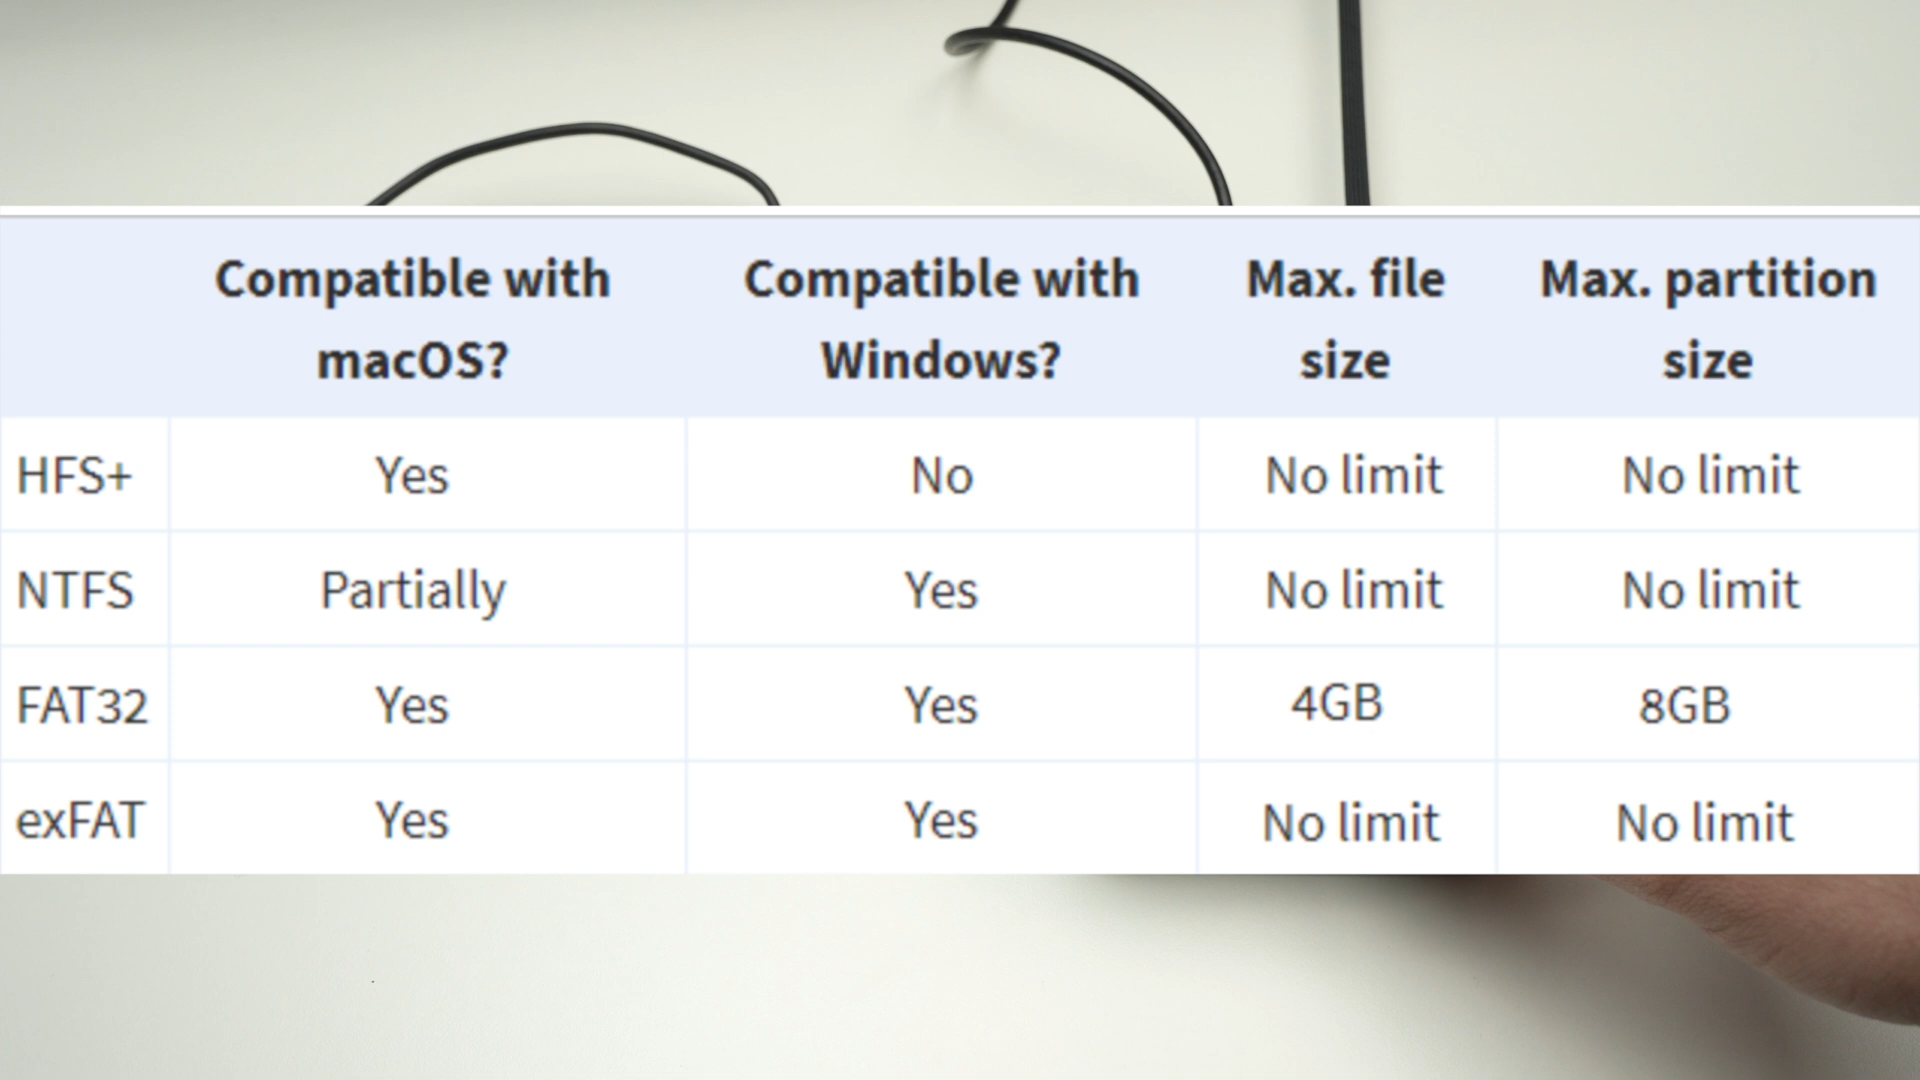 Compatible with Compatible with Max. file Max. partition
macOS? Windows? size size
HFS+ Yes No No limit No limit
NTFS Partially Yes No limit No limit
FAT32 Yes Yes 4GB 8GB
exFAT Yes Yes No limit No limit